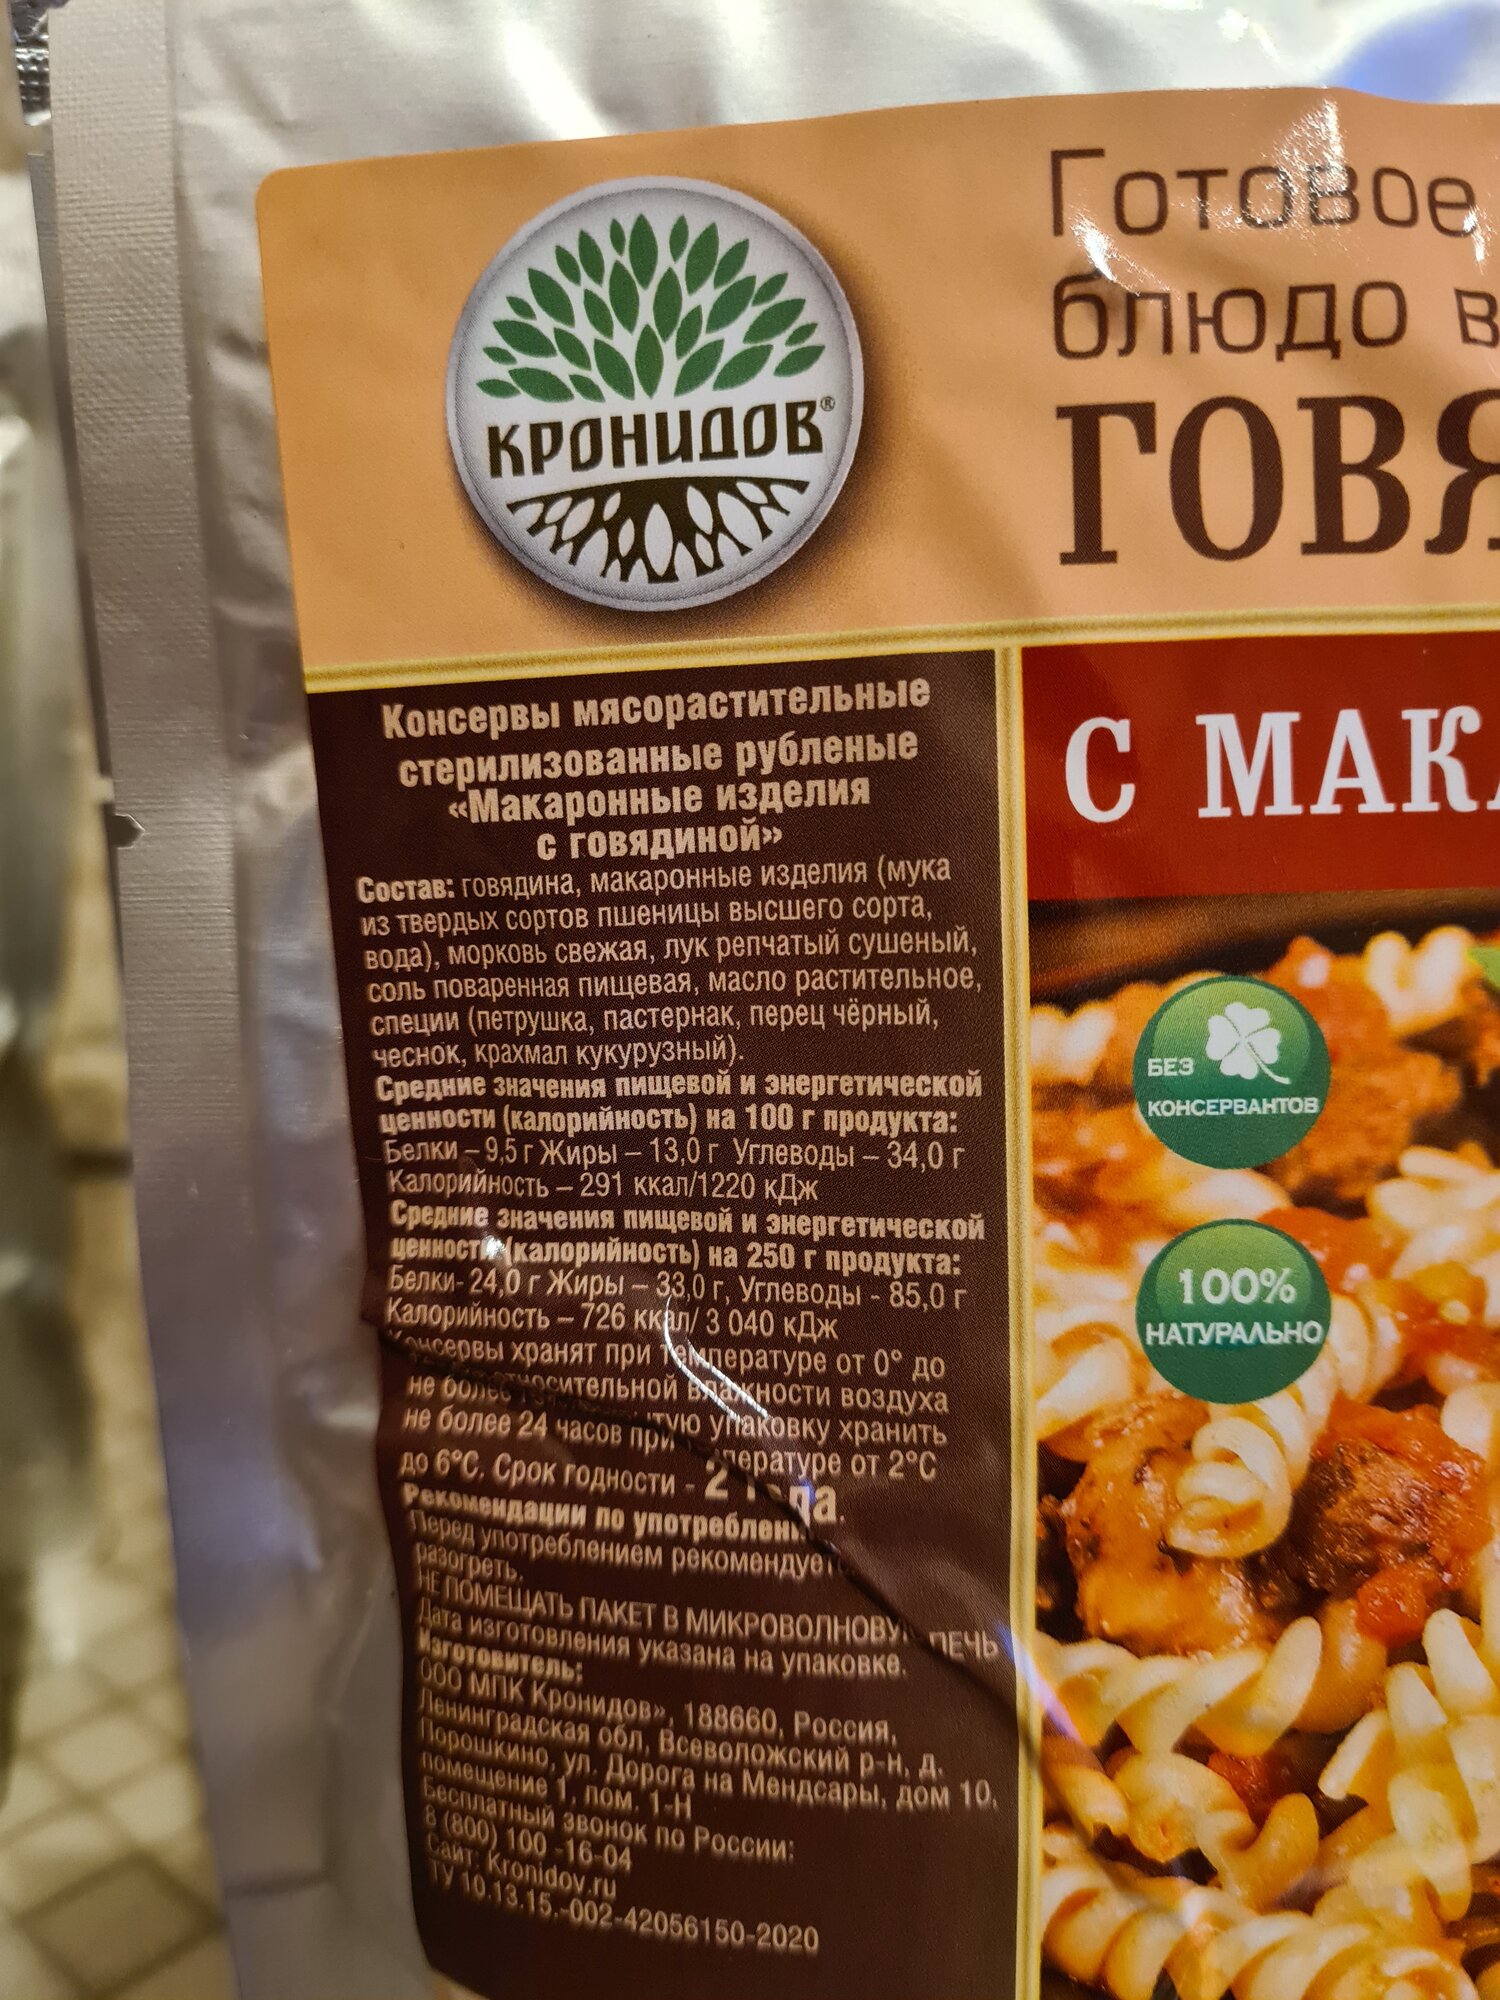 Готовое
блюдо в
ГОВЯ
С МАКА
КРОНИДОВ®
Консервы мясорастительные
стерилизованные рубленые
«Макаронные изделия
с говядиной»
Состав: говядина, макаронные изделия (мука
из твердых сортов пшеницы высшего сорта,
вода), морковь свежая, лук репчатый сушеный,
соль поваренная пищевая, масло растительное,
специи (петрушка, пастернак, перец чёрный,
чеснок, крахмал кукурузный).
Средние значения пищевой и энергетической
ценности (калорийность) на 100 г продукта:
Белки – 9,5 г Жиры – 13,0 г Углеводы – 34,0 г
Калорийность – 291 ккал/1220 кДж
Средние значения пищевой и энергетической
ценности (калорийность) на 250 г продукта:
Белки- 24,0 г Жиры – 33,0 г, Углеводы - 85,0 г
Калорийность – 726 ккал/ 3 040 кДж
Консервы хранят при температуре от 0° до
не более относительной влажности воздуха
упаковку хранить
не более 24 часов при температуре от 2°С
до 6°С. Срок годности - 2 года.
Рекомендации по употреблен
Перед употреблением рекомендует
разогреть.
НЕ ПОМЕЩАТЬ ПАКЕТ В МИКРОВОЛНОВУЮ ПЕЧЬ
Дата изготовления указана на упаковке.
Изготовитель:
ООО МПК Кронидов», 188660, Россия,
Ленинградская обл, Всеволожский р-н, д.
Порошкино, ул. Дорога на Мендсары, дом 10,
помещение 1, пом. 1-Н
Бесплатный звонок по России:
8 (800) 100 -16-04
Сайт: Kronidov.ru
ТУ 10.13.15.-002-42056150-2020
БЕЗ
КОНСЕРВАНТОВ
100%
НАТУРАЛЬНО